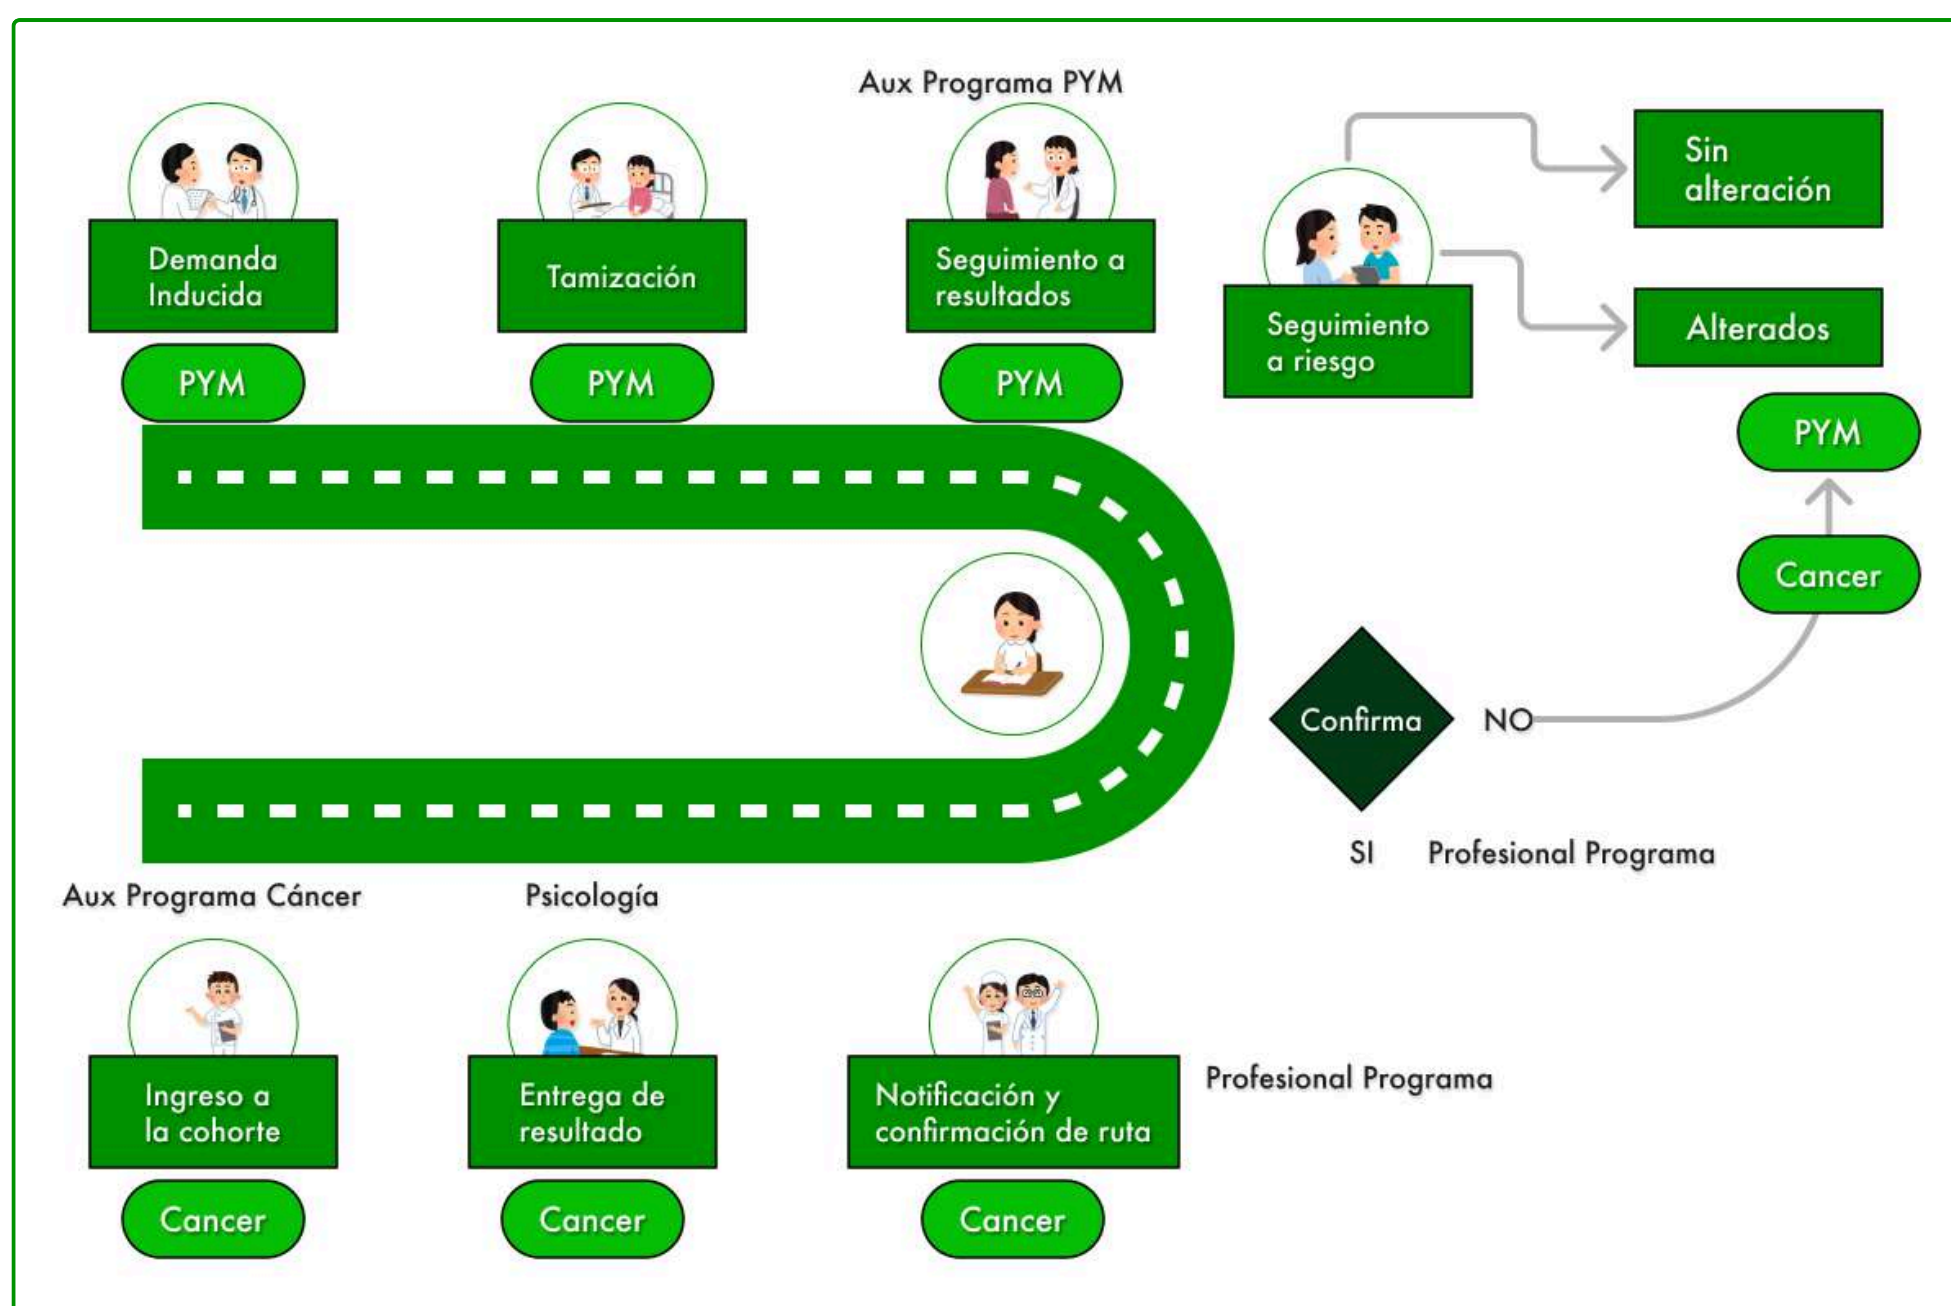 Aux Programa PYM
Demanda
Inducida
PYM
Tamización
PYM
Seguimiento a
resultados
PYM
Seguimiento
a riesgo
Sin
alteración
Alterados
PYM
Cancer
Confirma
NO
SI
Profesional Programa
Aux Programa Cáncer
Ingreso a
la cohorte
Cancer
Psicología
Entrega de
resultado
Cancer
Notificación y
confirmación de ruta
Cancer
Profesional Programa